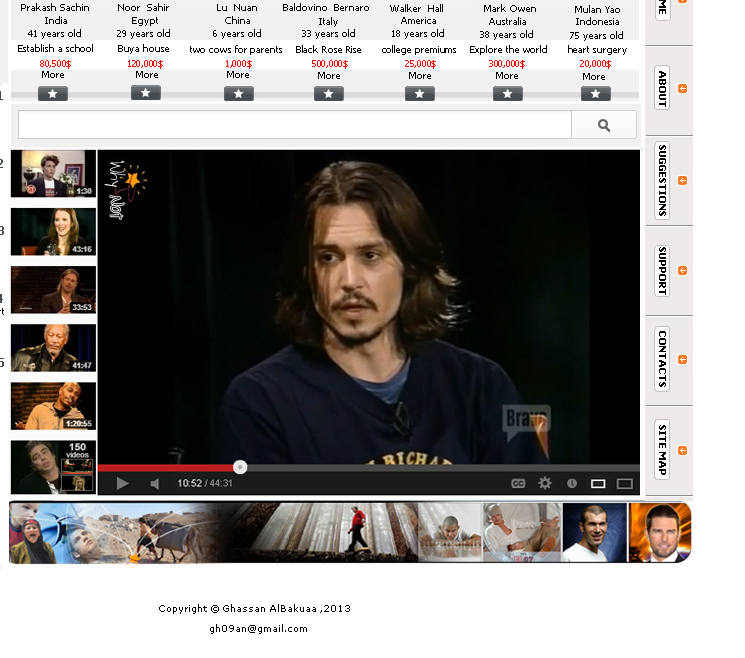 Prakash Sachin
India
41 years old
Establish a school
80,500$
More
Noor Sahir
Egypt
29 years old
Buya house
120,000$
More
Lu Nuan
China
6 years old
two cows for parents
1,000$
More
Baldovino Bernaro
Italy
33 years old
Black Rose Rise
500,000$
More
Walker Hall
America
18 years old
college premiums
25,000$
More
Mark Owen
Australia
38 years old
Explore the world
300,000$
More
Mulan Yao
Indonesia
75 years old
heart surgery
20,000$
More
ABOUT
SUGGESTIONS
SUPPORT
CONTACTS
SITE MAP
1:30
43:16
33:53
41:47
1:20:55
150
videos
Why Not
Bravo
RICHA
10:52 / 44:31
CC
Copyright © Ghassan AlBakuaa ,2013
gh09an@gmail.com